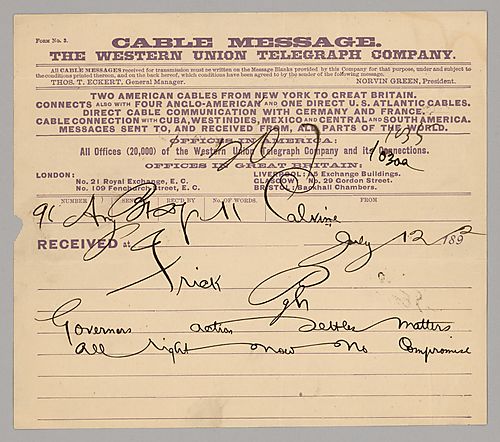 FORM No. 2.
CABLE MESSAGE.
THE WESTERN UNION TELEGRAPH COMPANY.
All CABLE MESSAGES received for transmission must be written on the Message Blanks provided by this Company for that purpose, under and subject to
the conditions printed thereon, and on the back hereof, which conditions have been agreed to by the sender of the following message.
THOS. T. ECKERT, General Manager. NORVIN GREEN, President.
TWO AMERICAN CABLES FROM NEW YORK TO GREAT BRITAIN.
CONNECTS ALSO WITH FOUR ANGLO-AMERICAN AND ONE DIRECT U.S. ATLANTIC CABLES.
DIRECT CABLE COMMUNICATION WITH GERMANY AND FRANCE.
CABLE CONNECTION WITH CUBA, WEST INDIES, MEXICO AND CENTRAL AND SOUTH AMERICA.
MESSAGES SENT TO, AND RECEIVED FROM, ALL PARTS OF THE WORLD.
OFFICES IN AMERICA:
All Offices (20,000) of the Western Union Telegraph Company and its Connections.
1030a
OFFICES IN GREAT BRITAIN:
LONDON: LIVERPOOL: A5 Exchange Buildings.
No. 21 Royal Exchange, E. C. GLASGOW: No. 29 Gordon Street.
No. 109 Fenchurch Street, E. C. BRISTOL: Backhall Chambers.
NUMBER SENT BY REC'D BY No. OF WORDS.
11 Calvine
RECEIVED at July 12 1892
Frick
Pgh
Governors action settles matters
all right now No Compromise